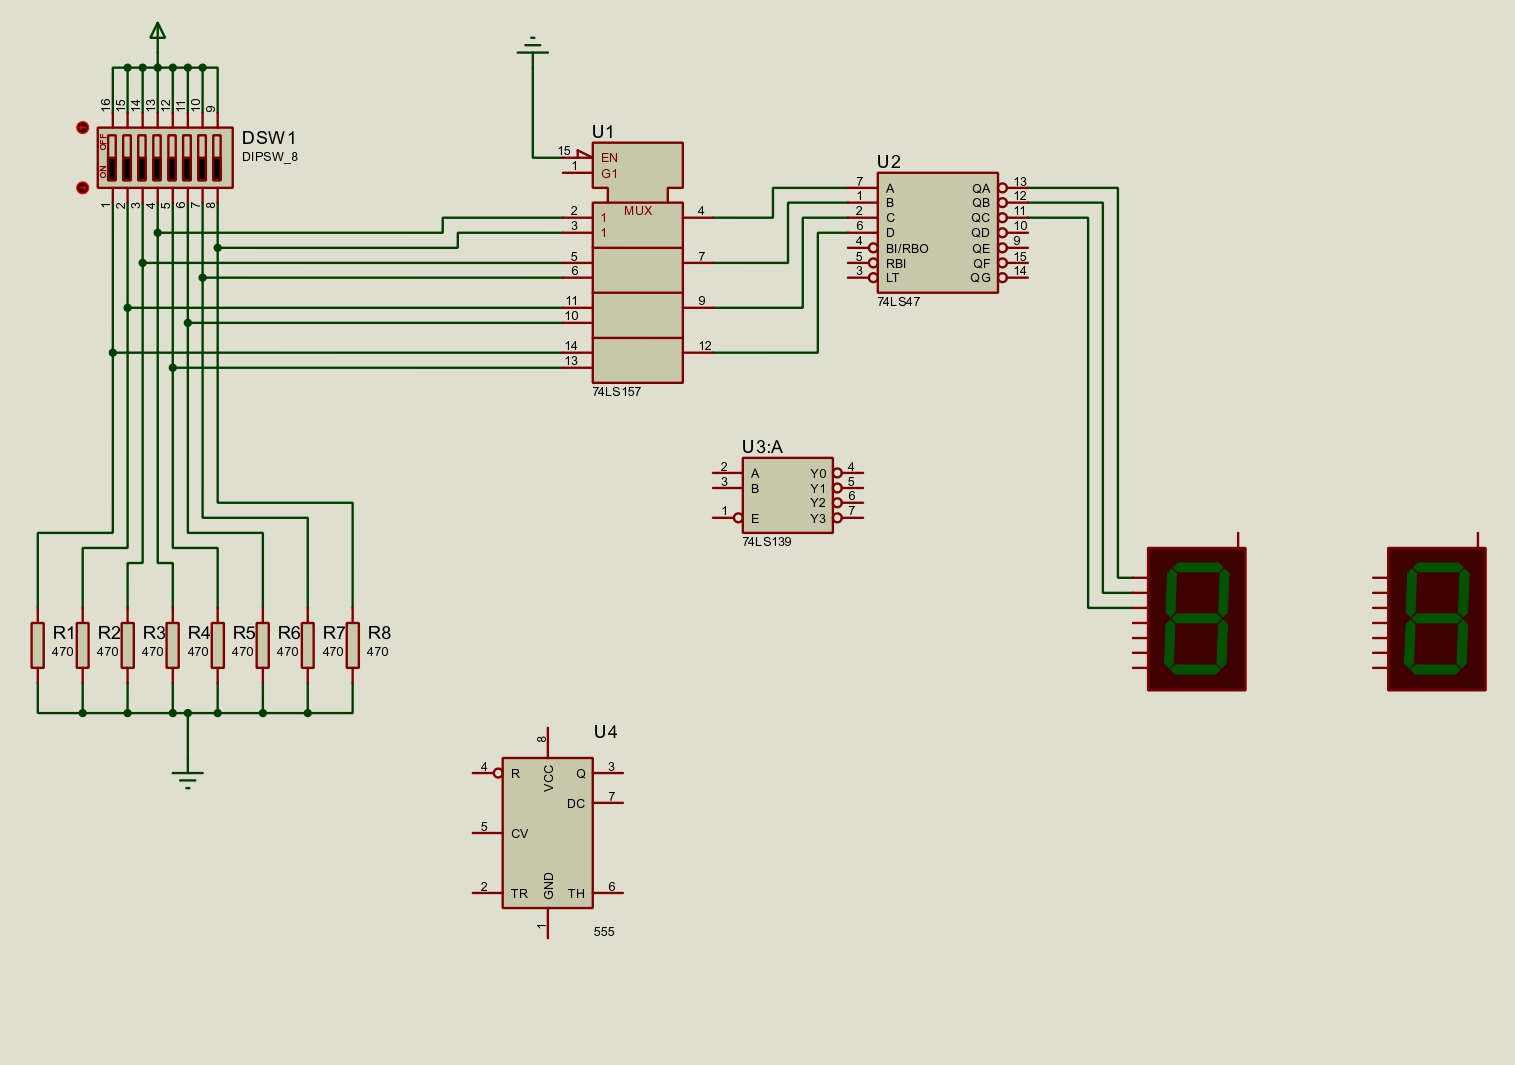 16
15
14
13
12
11
10
9
OFF
ON
DSW1
DIPSW_8
1
2
3
4
5
6
7
8
U1
15
EN
1
G1
MUX
2
1
4
3
1
5
7
6
11
9
10
14
12
13
74LS157
U2
7
A
QA
13
1
B
QB
12
2
C
QC
11
6
D
QD
10
4
BI/RBO
QE
9
5
RBI
QF
15
3
LT
QG
14
74LS47
U3:A
2
A
Y0
4
3
B
Y1
5
Y2
6
1
E
Y3
7
74LS139
R1
R2
R3
R4
R5
R6
R7
R8
470
470
470
470
470
470
470
470
U4
8
VCC
4
R
Q
3
DC
7
5
CV
2
TR
GND
TH
6
1
555